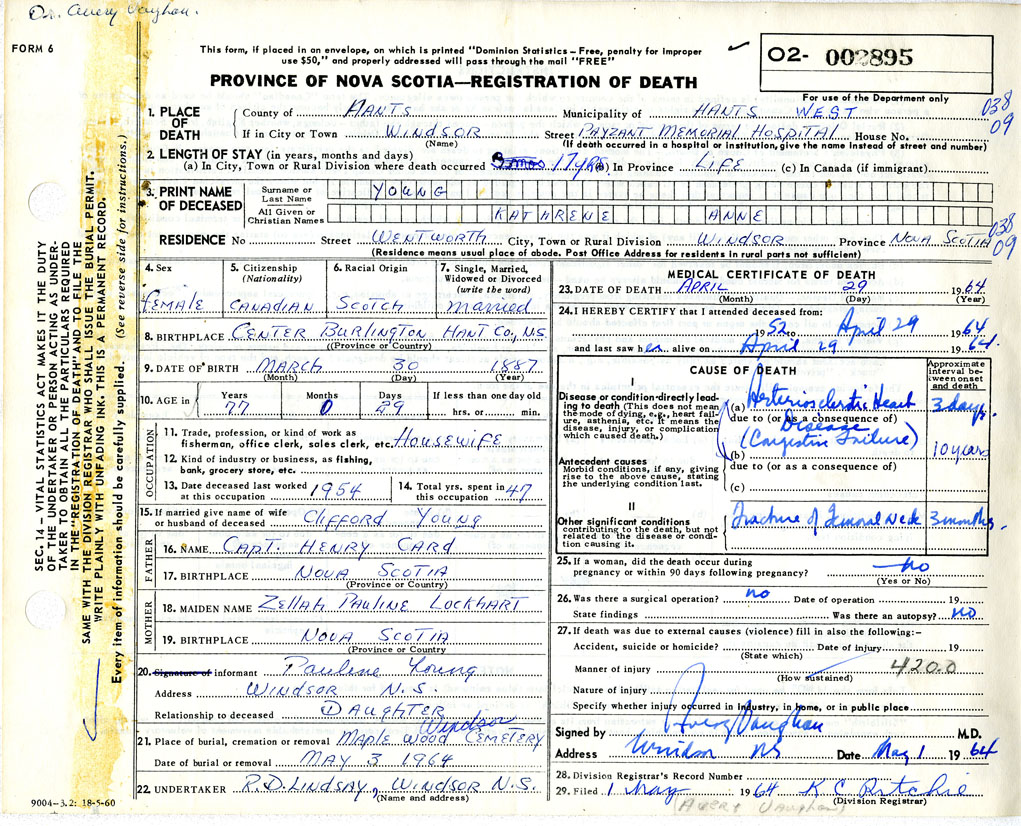 Dr. Avery Vaughan.
FORM 6
This form, if placed in an envelope, on which is printed "Dominion Statistics – Free, penalty for improper
use $50," and properly addressed will pass through the mail "FREE"
PROVINCE OF NOVA SCOTIA—REGISTRATION OF DEATH
02- 002895
For use of the Department only
038
09
1. PLACE OF DEATH
County of HANTS Municipality of HANTS WEST
If in City or Town WINDSOR Street PAYZANT MEMORIAL HOSPITAL House No.
(Name) (If death occurred in a hospital or institution, give the name instead of street and number)
2. LENGTH OF STAY (in years, months and days)
(a) In City, Town or Rural Division where death occurred 3 mos 17 yrs (b) In Province LIFE (c) In Canada (if immigrant)
3. PRINT NAME OF DECEASED
Surname or Last Name YOUNG
All Given or Christian Names KATHRENE ANNE
038
09
RESIDENCE No Street WENTWORTH City, Town or Rural Division WINDSOR Province NOVA SCOTIA
(Residence means usual place of abode. Post Office Address for residents in rural parts not sufficient)
4. Sex
female
5. Citizenship (Nationality)
CANADIAN
6. Racial Origin
SCOTCH
7. Single, Married, Widowed or Divorced (write the word)
married
8. BIRTHPLACE CENTER BURLINGTON HANT CO, NS
(Province or Country)
9. DATE OF BIRTH MARCH 30 1887
(Month) (Day) (Year)
10. AGE in
Years Months Days If less than one day old
77 0 29 hrs. or min.
OCCUPATION
11. Trade, profession, or kind of work as
fisherman, office clerk, sales clerk, etc. HOUSEWIFE
12. Kind of industry or business, as fishing,
bank, grocery store, etc.
13. Date deceased last worked
at this occupation 1954
14. Total yrs. spent in
this occupation 47
15. If married give name of wife
or husband of deceased CLIFFORD YOUNG
FATHER
16. NAME CAPT. HENRY CARD
17. BIRTHPLACE NOVA SCOTIA
(Province or Country)
MOTHER
18. MAIDEN NAME ZELLAH PAULINE LOCKHART
19. BIRTHPLACE NOVA SCOTIA
(Province or Country)
20. Signature of informant Pauline Young
Address WINDSOR N.S.
Relationship to deceased DAUGHTER
Windsor
21. Place of burial, cremation or removal MAPLE WOOD CEMETERY
Date of burial or removal MAY 3 1964
22. UNDERTAKER R.D. LINDSAY, WINDSOR N.S.
(Name and address)
MEDICAL CERTIFICATE OF DEATH
23. DATE OF DEATH APRIL 29 1964
(Month) (Day) (Year)
24. I HEREBY CERTIFY that I attended deceased from:
1952 to April 29 1964
and last saw her alive on April 29 1964
CAUSE OF DEATH
Approximate interval between onset and death
I
Disease or condition directly leading to death (This does not mean the mode of dying, e.g., heart failure, asthenia, etc. It means the disease, injury, or complication which caused death.)
(a) Arteriosclerotic Heart 3 days.
due to (or as a consequence of)
Disease
(Congestive Failure)
(b) 10 years
Antecedent causes
Morbid conditions, if any, giving rise to the above cause, stating the underlying condition last.
due to (or as a consequence of)
(c)
II
Other significant conditions contributing to the death, but not related to the disease or condition causing it.
Fracture of Femoral Neck 3 months.
25. If a woman, did the death occur during
pregnancy or within 90 days following pregnancy? no
(Yes or No)
26. Was there a surgical operation? no Date of operation 19
State findings Was there an autopsy? no
27. If death was due to external causes (violence) fill in also the following:–
Accident, suicide or homicide? Date of injury 19
(State which)
Manner of injury 420.0
(How sustained)
Nature of injury
Specify whether injury occurred in industry, in home, or in public place
Signed by Avery Vaughan M.D.
Address Windsor NS Date May 1 1964
28. Division Registrar's Record Number
29. Filed 1 May 1964 K C Ritchie
(Division Registrar)
(Avery Vaughan)
SEC. 14 – VITAL STATISTICS ACT MAKES IT THE DUTY
OF THE UNDERTAKER OR PERSON ACTING AS UNDER-
TAKER TO OBTAIN ALL THE PARTICULARS REQUIRED
IN THE "REGISTRATION OF DEATH" AND TO FILE THE
SAME WITH THE DIVISION REGISTRAR WHO SHALL ISSUE THE BURIAL PERMIT.
WRITE PLAINLY WITH UNFADING INK. THIS IS A PERMANENT RECORD.
Every item of information should be carefully supplied. (See reverse side for instructions.)
9004–3.2: 18-5-60